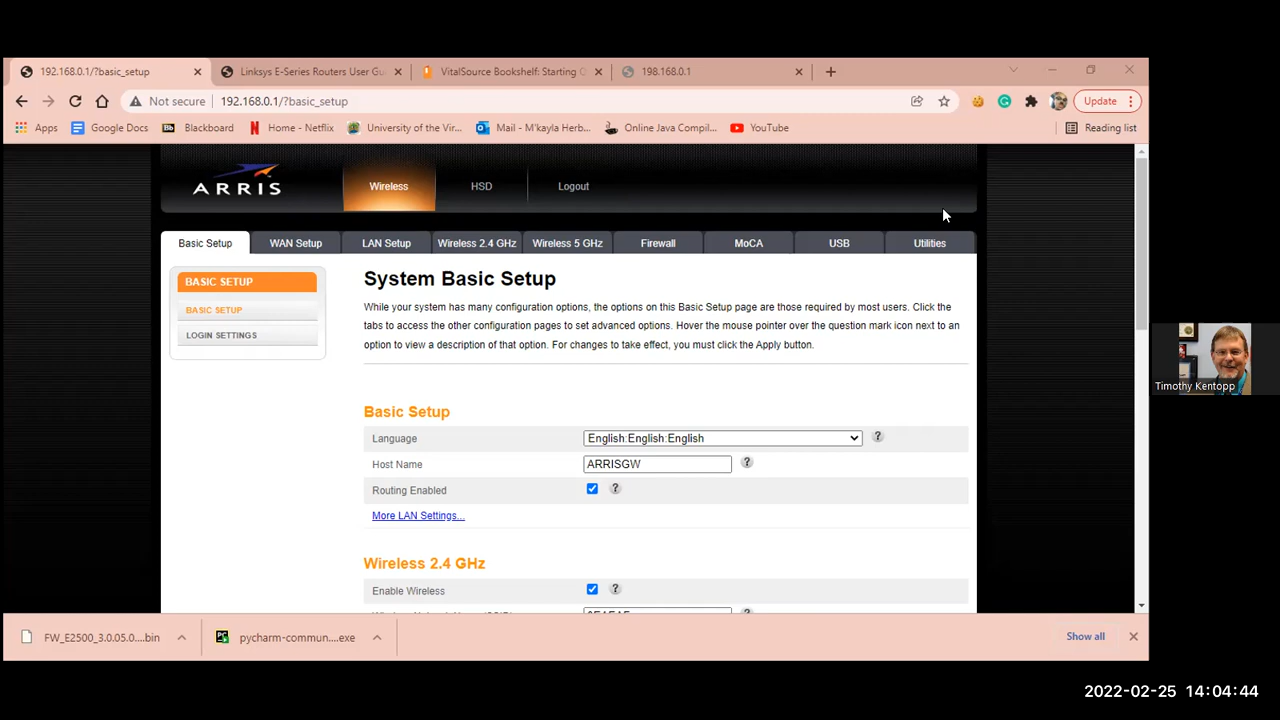 192.168.0.1/?basic_setup
Linksys E-Series Routers User Gu
VitalSource Bookshelf: Starting O
198.168.0.1
Not secure
192.168.0.1/?basic_setup
Update
Apps
Google Docs
Blackboard
Home - Netflix
University of the Vir...
Mail - M'kayla Herb...
Online Java Compil...
YouTube
Reading list
ARRIS
Wireless
HSD
Logout
Basic Setup
WAN Setup
LAN Setup
Wireless 2.4 GHz
Wireless 5 GHz
Firewall
MoCA
USB
Utilities
BASIC SETUP
BASIC SETUP
LOGIN SETTINGS
System Basic Setup
While your system has many configuration options, the options on this Basic Setup page are those required by most users. Click the
tabs to access the other configuration pages to set advanced options. Hover the mouse pointer over the question mark icon next to an
option to view a description of that option. For changes to take effect, you must click the Apply button.
Basic Setup
Language
English:English:English
Host Name
ARRISGW
Routing Enabled
More LAN Settings...
Wireless 2.4 GHz
Enable Wireless
Timothy Kentopp
FW_E2500_3.0.05.0....bin
pycharm-commun....exe
Show all
2022-02-25 14:04:44